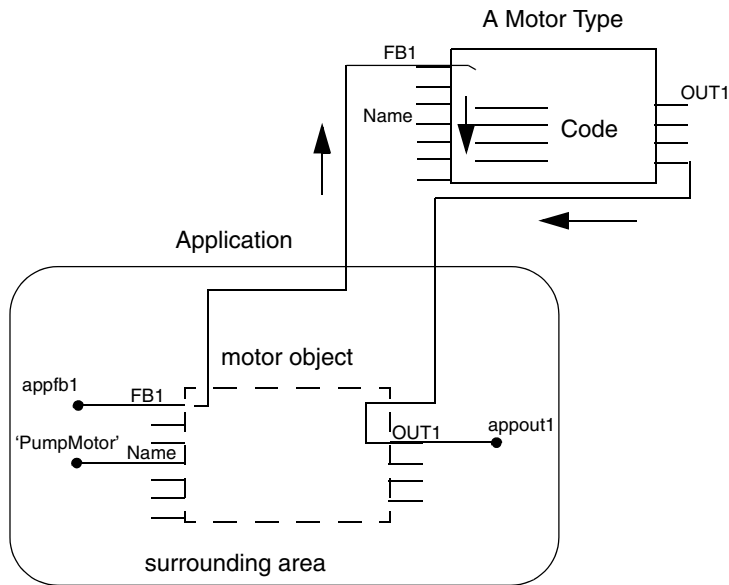 A Motor Type
FB1
OUT1
Name
Code
Application
motor object
appfb1
FB1
‘PumpMotor’
Name
OUT1
appout1
surrounding area